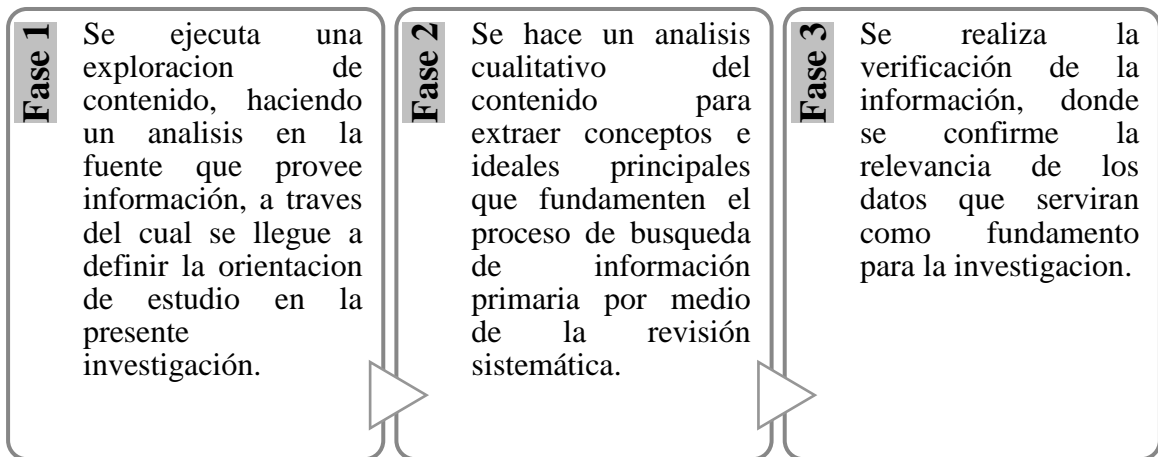 Fase 1
Se ejecuta una
exploracion de
contenido, haciendo
un analisis en la
fuente que provee
información, a traves
del cual se llegue a
definir la orientacion
de estudio en la
presente
investigación.
Fase 2
Se hace un analisis
cualitativo del
contenido para
extraer conceptos e
ideales principales
que fundamenten el
proceso de busqueda
de información
primaria por medio
de la revisión
sistemática.
Fase 3
Se realiza la
verificación de la
información, donde
se confirme la
relevancia de los
datos que serviran
como fundamento
para la investigacion.